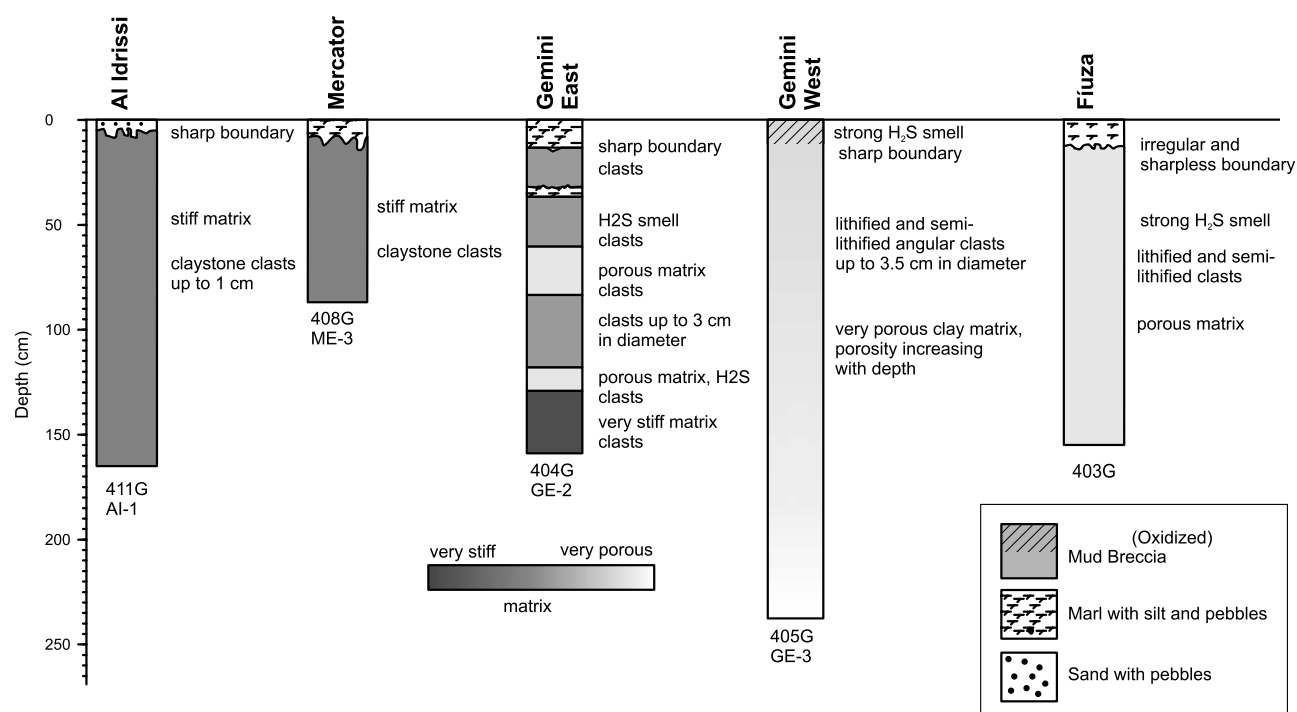 Al Idrissi
Mercator
Gemini
East
Gemini
West
Fíuza
Depth (cm)
0
50
100
150
200
250
sharp boundary
stiff matrix
claystone clasts
up to 1 cm
411G
AI-1
stiff matrix
claystone clasts
408G
ME-3
sharp boundary
clasts
H2S smell
clasts
porous matrix
clasts
clasts up to 3 cm
in diameter
porous matrix, H2S
clasts
very stiff matrix
clasts
404G
GE-2
strong H₂S smell
sharp boundary
lithified and semi-
lithified angular clasts
up to 3.5 cm in diameter
very porous clay matrix,
porosity increasing
with depth
405G
GE-3
irregular and
sharpless boundary
strong H₂S smell
lithified and semi-
lithified clasts
porous matrix
403G
very stiff very porous
matrix
(Oxidized)
Mud Breccia
Marl with silt and pebbles
Sand with pebbles